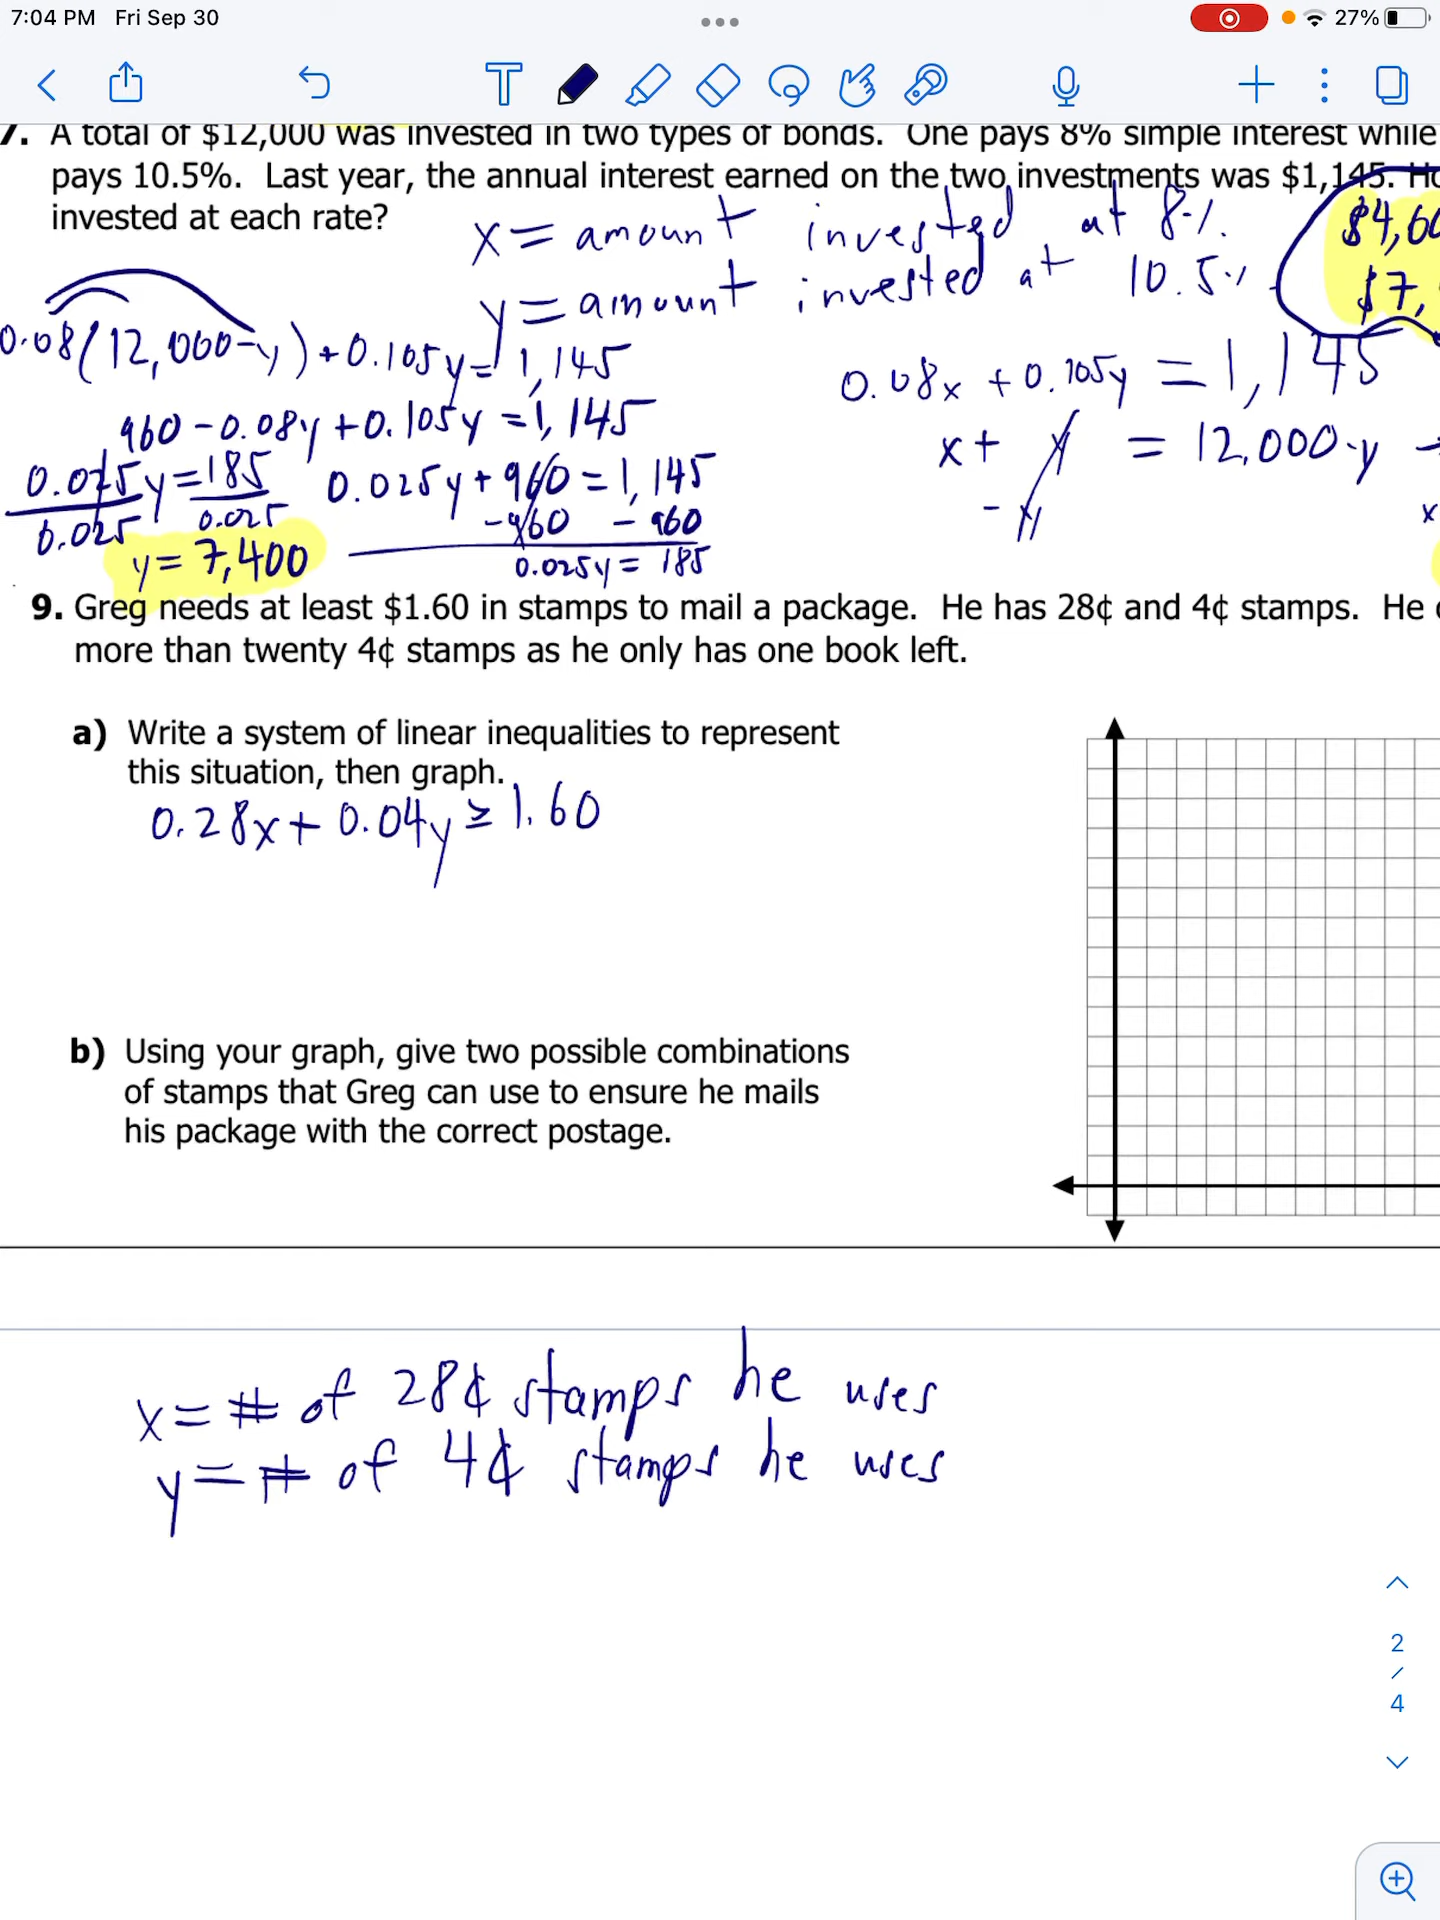 7:04 PM Fri Sep 30
27%
7. A total of $12,000 was invested in two types of bonds. One pays 8% simple interest while
pays 10.5%. Last year, the annual interest earned on the two investments was $1,145.
invested at each rate?
x = amount invested at 8%
y = amount invested at 10.5%
$4,60
$7,
0.08(12,000-y)+0.105y=1,145
0.08x + 0.105y = 1,145
960-0.08y+0.105y=1,145
x + y = 12,000-y
0.025y=185
0.025y+960=1,145
0.025 0.025
-960 -960
-y
x
y=7,400
0.025y=185
9. Greg needs at least $1.60 in stamps to mail a package. He has 28¢ and 4¢ stamps. He
more than twenty 4¢ stamps as he only has one book left.
a) Write a system of linear inequalities to represent
this situation, then graph.
0.28x+0.04y≥1.60
b) Using your graph, give two possible combinations
of stamps that Greg can use to ensure he mails
his package with the correct postage.
x=# of 28¢ stamps he uses
y=# of 4¢ stamps he uses
2
/
4